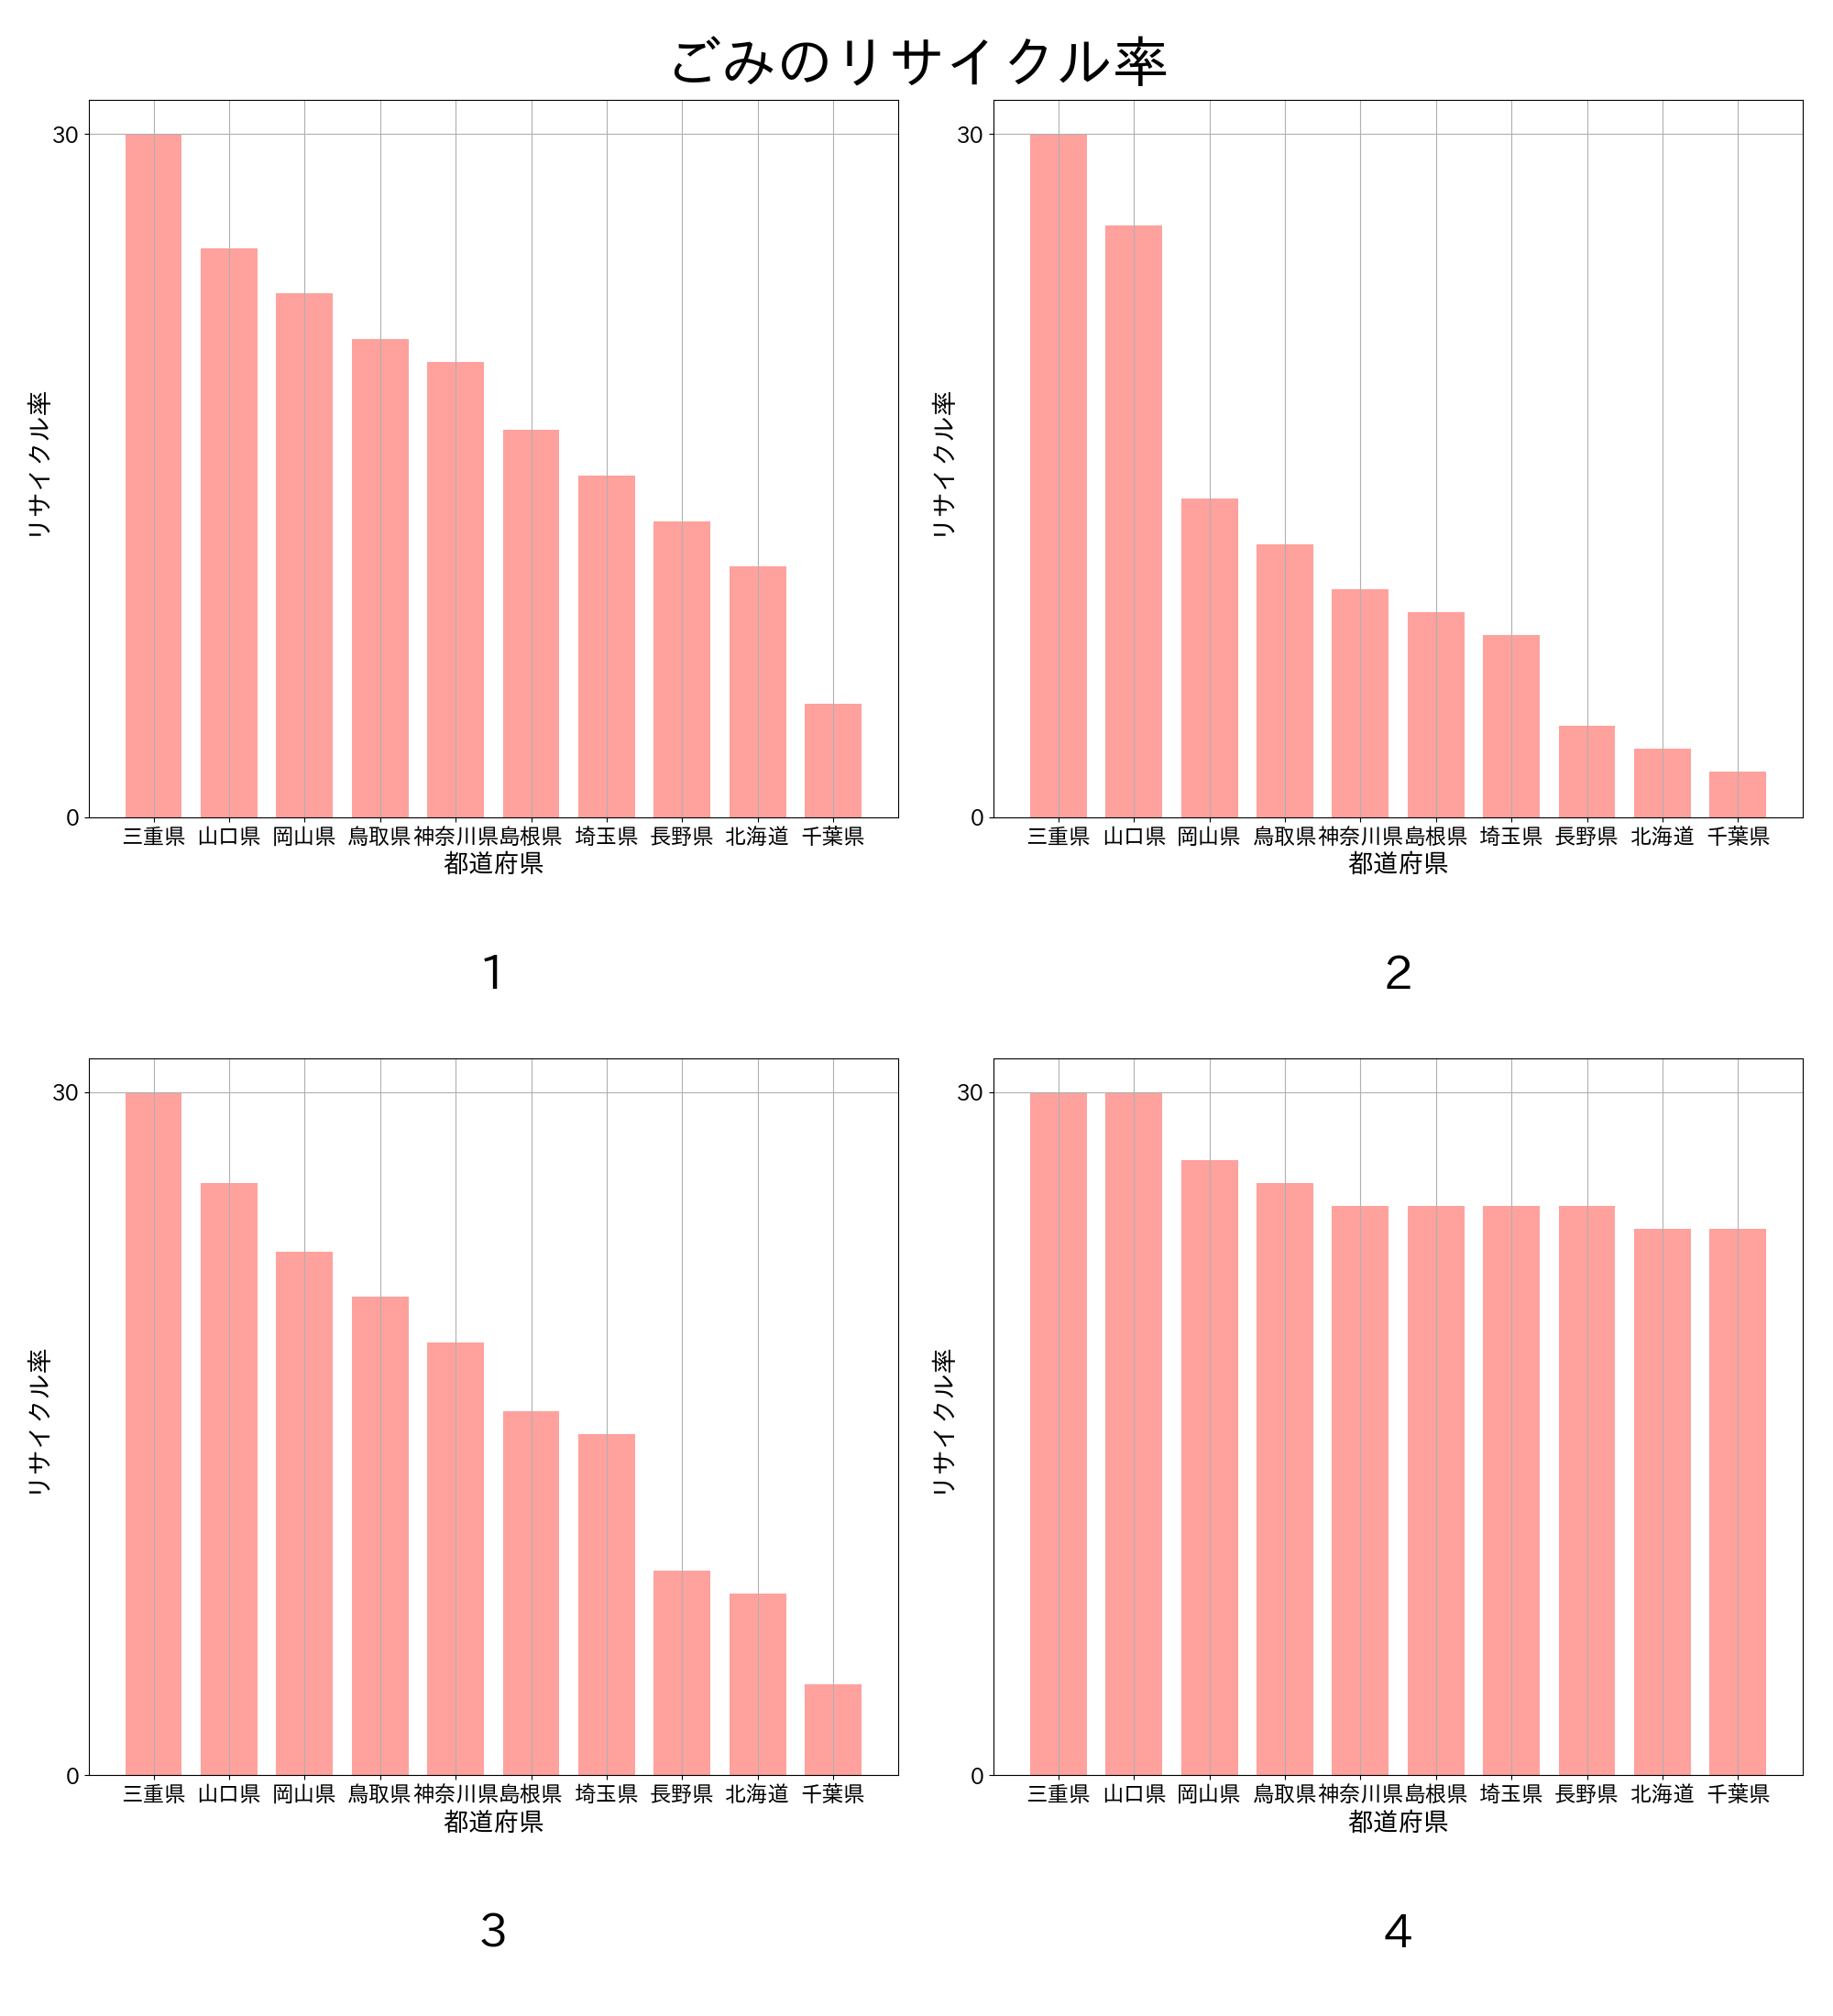 ごみのリサイクル率
30
0
リサイクル率
三重県 山口県 岡山県 鳥取県 神奈川県 島根県 埼玉県 長野県 北海道 千葉県
都道府県
1
30
0
リサイクル率
三重県 山口県 岡山県 鳥取県 神奈川県 島根県 埼玉県 長野県 北海道 千葉県
都道府県
2
30
0
リサイクル率
三重県 山口県 岡山県 鳥取県 神奈川県 島根県 埼玉県 長野県 北海道 千葉県
都道府県
3
30
0
リサイクル率
三重県 山口県 岡山県 鳥取県 神奈川県 島根県 埼玉県 長野県 北海道 千葉県
都道府県
4